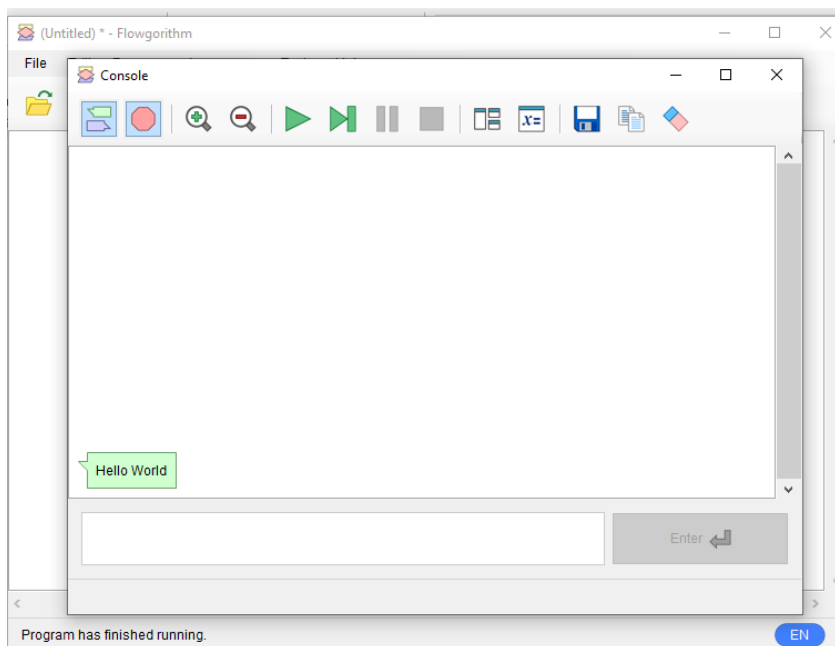 (Untitled) * - Flowgorithm
File
Console
x=
Hello World
Enter
Program has finished running.
EN